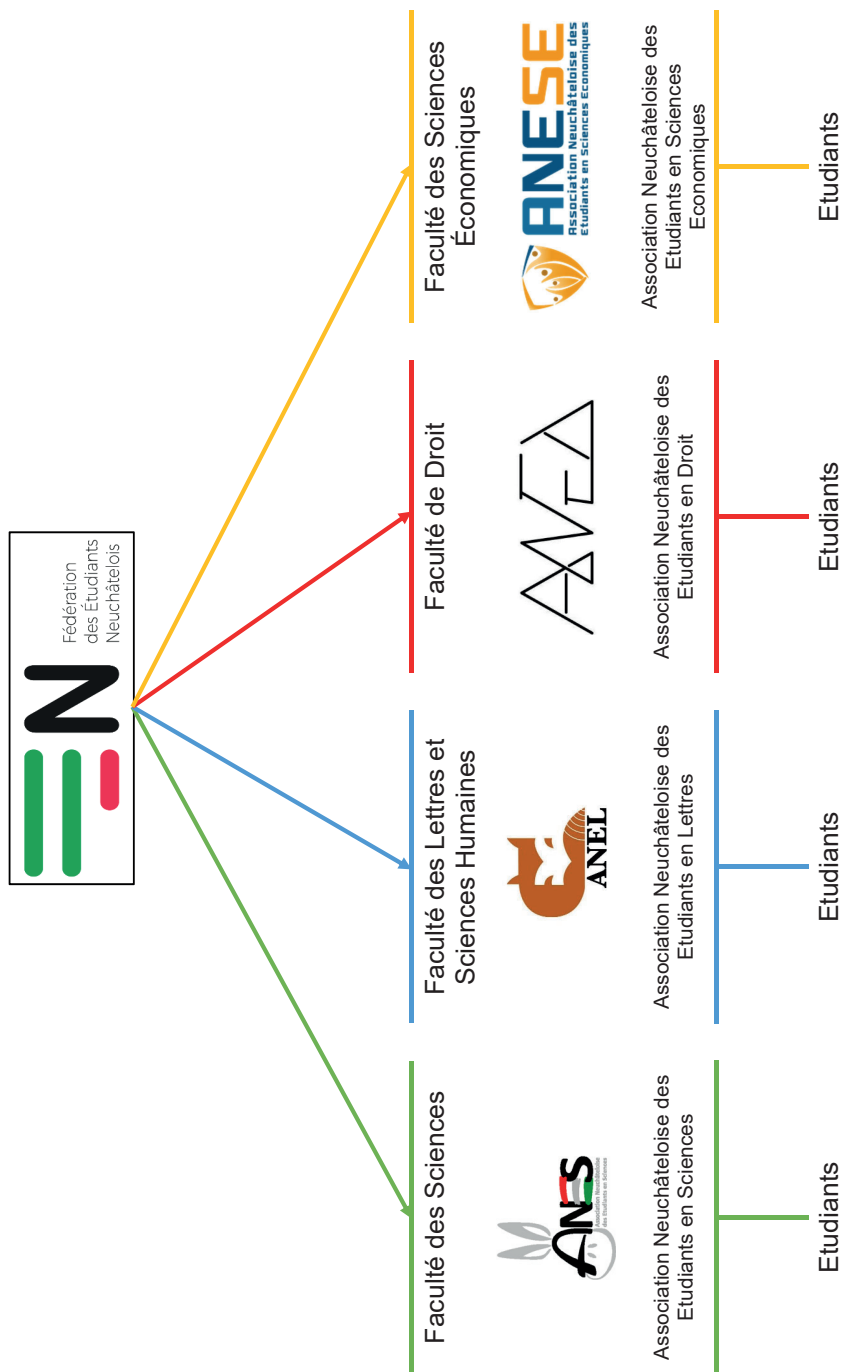 N
Fédération
des Étudiants
Neuchâtelois
Faculté des Sciences
ANES
Association Neuchâteloise
des Etudiants en Sciences
Association Neuchâteloise des
Etudiants en Sciences
Etudiants
Faculté des Lettres et
Sciences Humaines
ANEL
Association Neuchâteloise des
Etudiants en Lettres
Etudiants
Faculté de Droit
Association Neuchâteloise des
Etudiants en Droit
Etudiants
Faculté des Sciences
Économiques
ANESE
Association Neuchâteloise des
Etudiants en Sciences Economiques
Association Neuchâteloise des
Etudiants en Sciences
Economiques
Etudiants